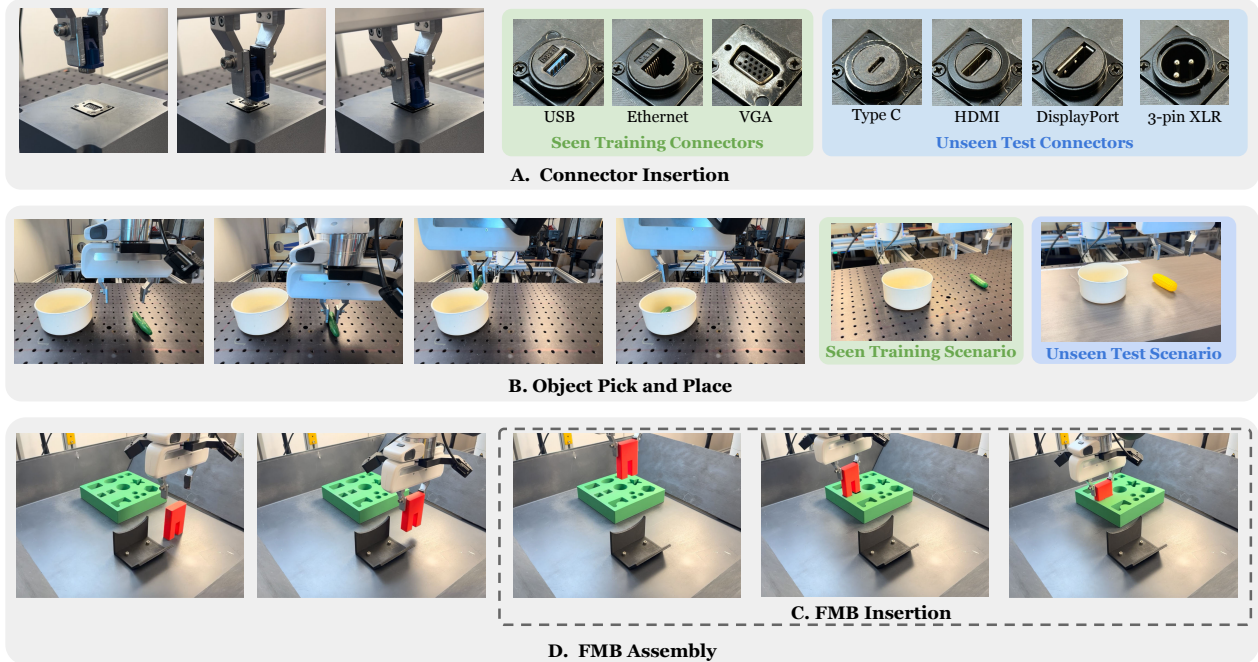 USB
Ethernet
VGA
Seen Training Connectors
Type C
HDMI
DisplayPort
3-pin XLR
Unseen Test Connectors
A. Connector Insertion
Seen Training Scenario
Unseen Test Scenario
B. Object Pick and Place
C. FMB Insertion
D. FMB Assembly